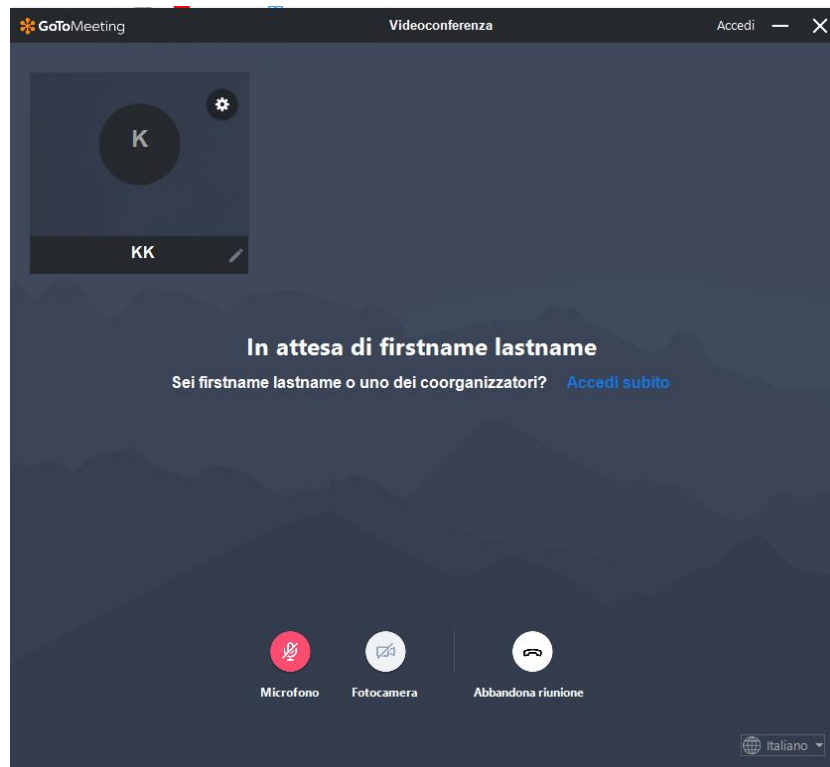 GoToMeeting
Videoconferenza
Accedi
K
KK
In attesa di firstname lastname
Sei firstname lastname o uno dei coorganizzatori? Accedi subito
Microfono Fotocamera Abbandona riunione
Italiano